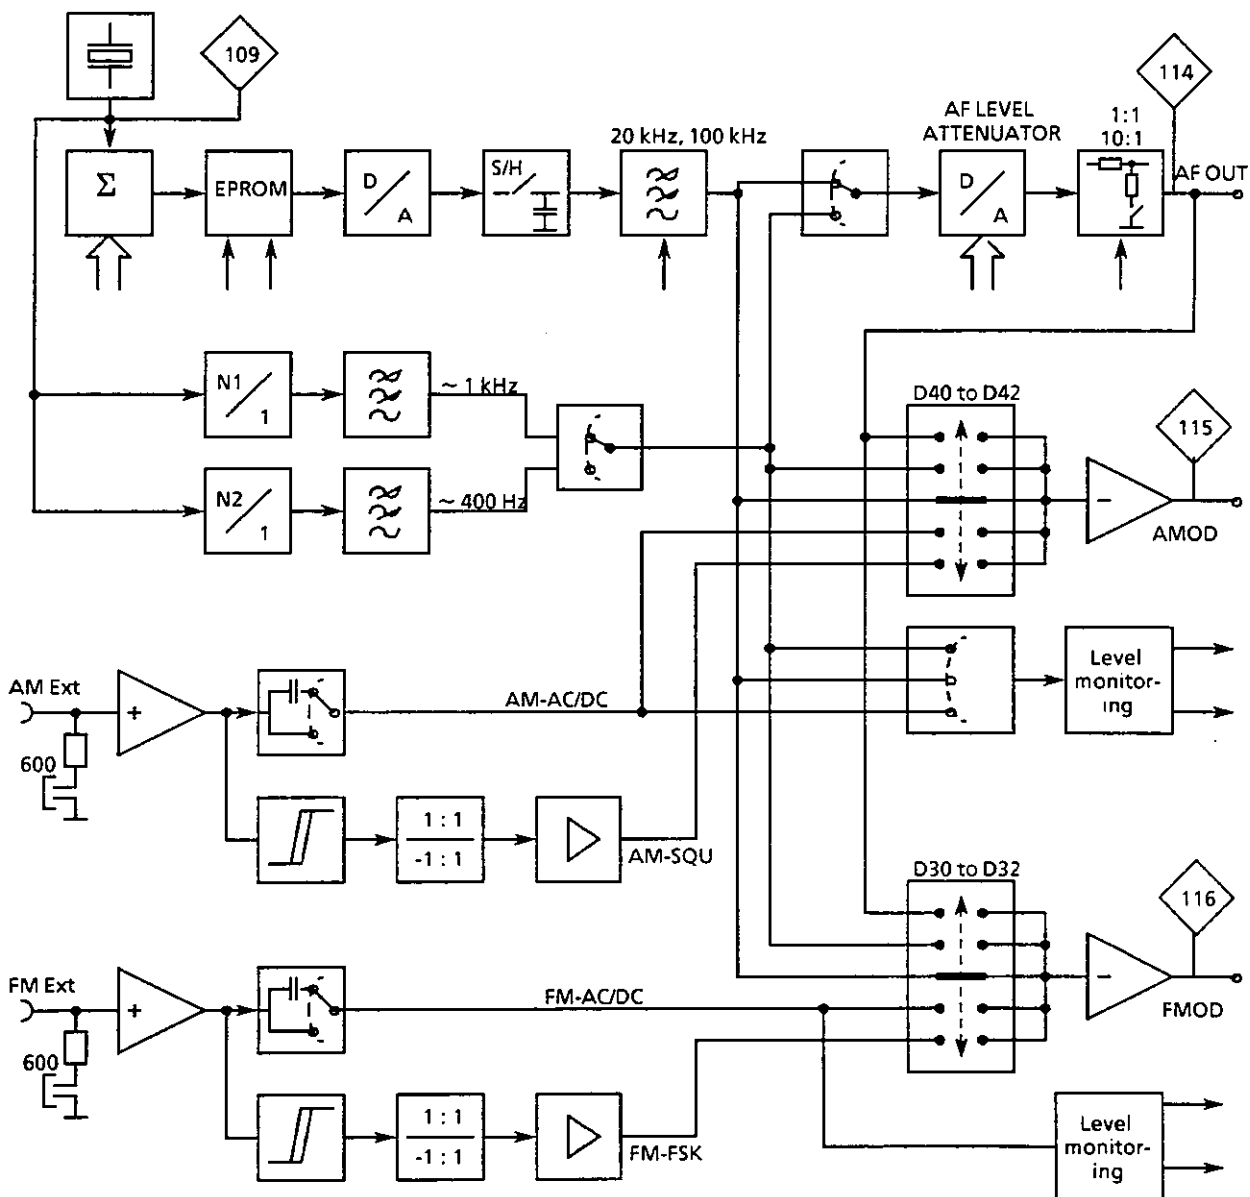 109
114
AF LEVEL
ATTENUATOR
1:1
10:1
20 kHz, 100 kHz
S/H
AF OUT
Σ
EPROM
D
A
D
A
N1
1
~ 1 kHz
D40 to D42
115
N2
1
~ 400 Hz
AMOD
AM Ext
+
AM-AC/DC
Level
monitor-
ing
600
1 : 1
-1 : 1
AM-SQU
D30 to D32
116
FM Ext
+
FM-AC/DC
FMOD
600
1 : 1
-1 : 1
FM-FSK
Level
monitor-
ing